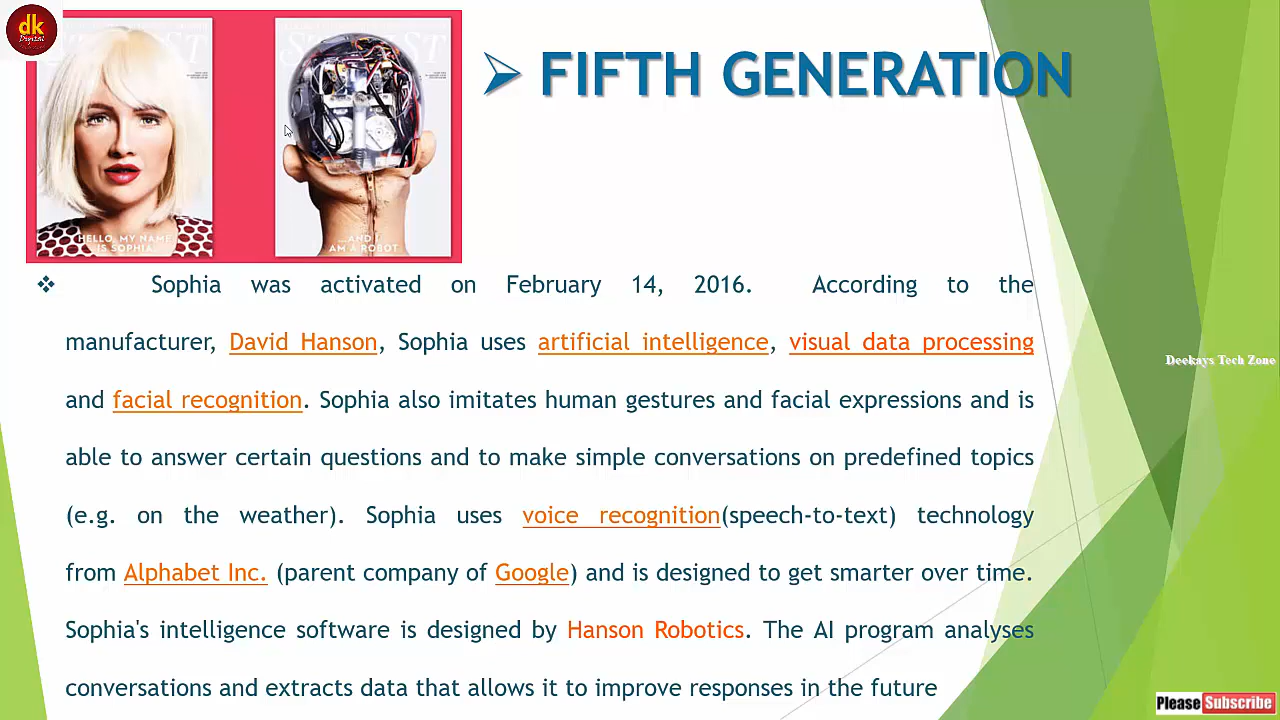 dk
Digital
STYLIST
STYLIST
HELLO, MY NAME
IS SOPHIA
...AND I
AM A ROBOT
FIFTH GENERATION
Sophia was activated on February 14, 2016. According to the
manufacturer, David Hanson, Sophia uses artificial intelligence, visual data processing
and facial recognition. Sophia also imitates human gestures and facial expressions and is
able to answer certain questions and to make simple conversations on predefined topics
(e.g. on the weather). Sophia uses voice recognition(speech-to-text) technology
from Alphabet Inc. (parent company of Google) and is designed to get smarter over time.
Sophia's intelligence software is designed by Hanson Robotics. The AI program analyses
conversations and extracts data that allows it to improve responses in the future
Deekays Tech Zone
Please Subscribe